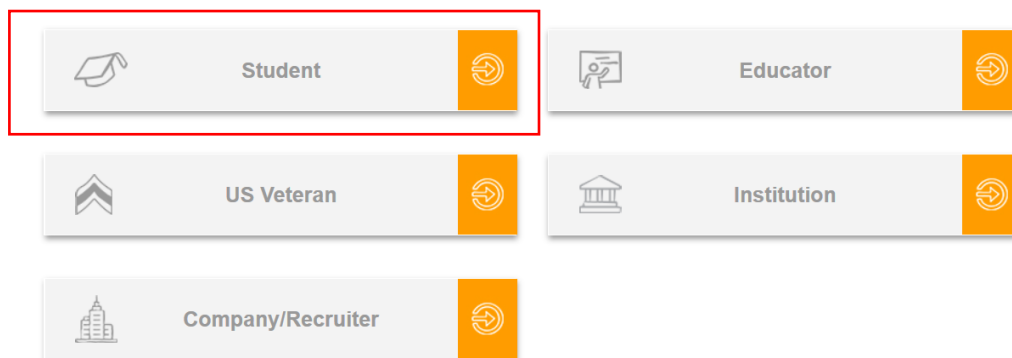 Student
Educator
US Veteran
Institution
Company/Recruiter